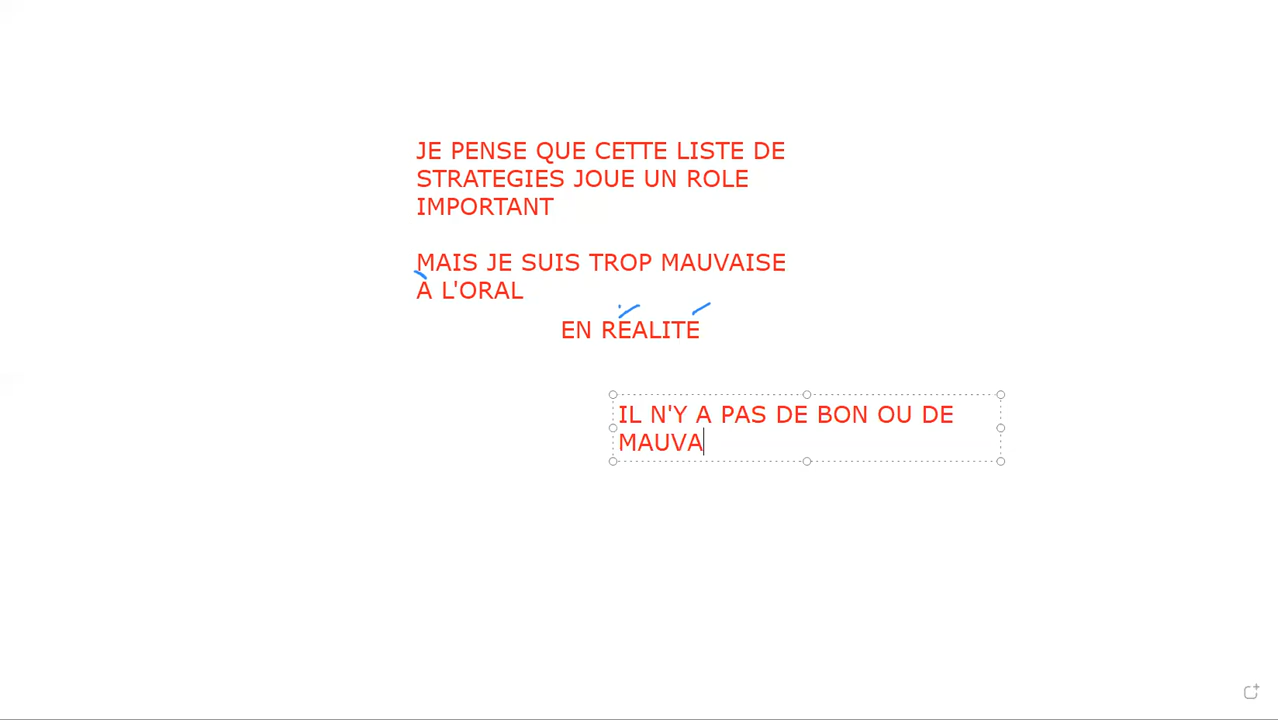 JE PENSE QUE CETTE LISTE DE
STRATEGIES JOUE UN ROLE
IMPORTANT
MAIS JE SUIS TROP MAUVAISE
À L'ORAL
EN RÉALITÉ
IL N'Y A PAS DE BON OU DE
MAUVA